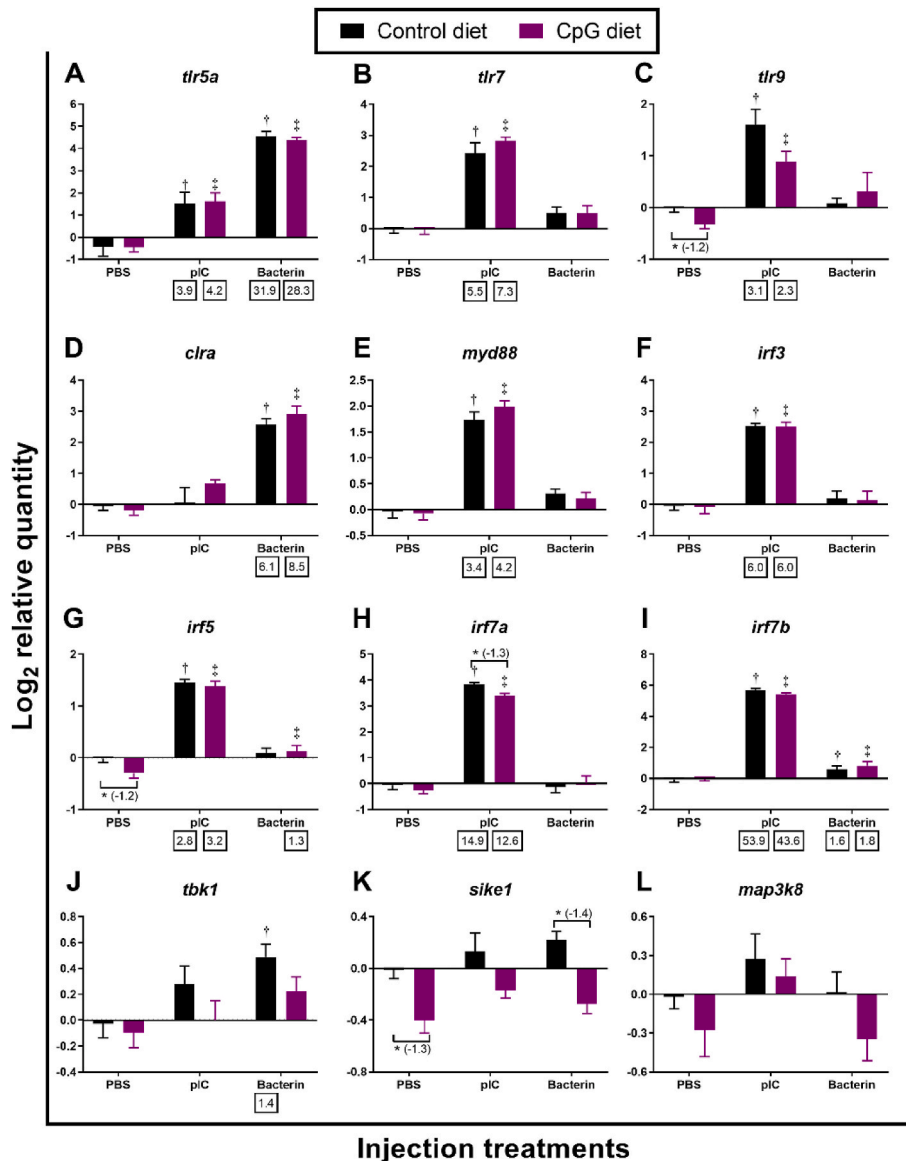 Control diet CpG diet
A tlr5a
6
5
4
3
2
1
0
-1
† ‡ † ‡
PBS pIC Bacterin
3.9 4.2 31.9 28.3
B tlr7
4
3
2
1
0
-1
† ‡
PBS pIC Bacterin
5.5 7.3
C tlr9
2
1
0
-1
† ‡
* (-1.2)
PBS pIC Bacterin
3.1 2.3
D clra
4
3
2
1
0
-1
† ‡
PBS pIC Bacterin
6.1 8.5
E myd88
2.5
2.0
1.5
1.0
0.5
0.0
-0.5
† ‡
PBS pIC Bacterin
3.4 4.2
F irf3
4
3
2
1
0
-1
† ‡
PBS pIC Bacterin
6.0 6.0
G irf5
2
1
0
-1
† ‡ ‡
* (-1.2)
PBS pIC Bacterin
2.8 3.2 1.3
H irf7a
5
4
3
2
1
0
-1
* (-1.3)
† ‡
PBS pIC Bacterin
14.9 12.6
I irf7b
8
6
4
2
0
-2
† ‡ † ‡
PBS pIC Bacterin
53.9 43.6 1.6 1.8
J tbk1
0.8
0.6
0.4
0.2
0.0
-0.2
-0.4
†
PBS pIC Bacterin
1.4
K sike1
0.4
0.0
-0.4
-0.8
* (-1.4)
* (-1.3)
PBS pIC Bacterin
L map3k8
0.6
0.3
0.0
-0.3
-0.6
PBS pIC Bacterin
Log2 relative quantity
Injection treatments